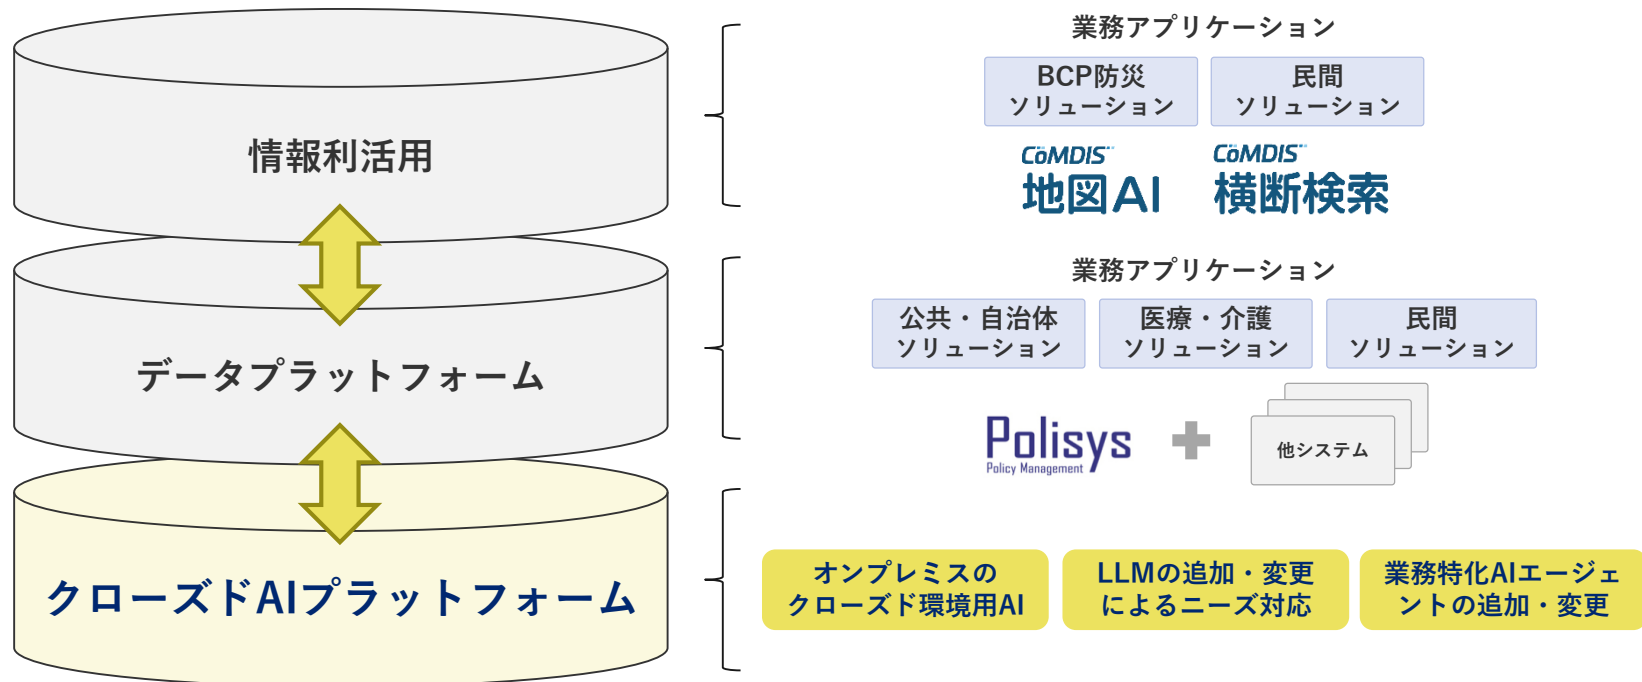 情報利活用
業務アプリケーション
BCP防災
ソリューション
民間
ソリューション
CöMDIS
地図AI
CöMDIS
横断検索
データプラットフォーム
業務アプリケーション
公共・自治体
ソリューション
医療・介護
ソリューション
民間
ソリューション
Polisys
Policy Management
他システム
クローズドAIプラットフォーム
オンプレミスの
クローズド環境用AI
LLMの追加・変更
によるニーズ対応
業務特化AIエージェ
ントの追加・変更